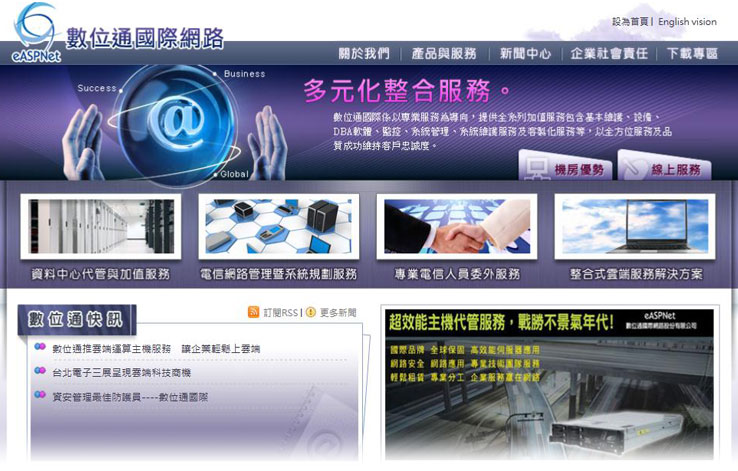 eASPNet
數位通國際網路
設為首頁| English vision
關於我們 | 產品與服務 | 新聞中心 | 企業社會責任 | 下載專區
Success
Business
Global
@
多元化整合服務。
數位通國際係以專業服務為導向，提供全系列加值服務包含基本維護、設備、
DBA軟體、監控、系統管理、系統維護服務及客製化服務等，以全方位服務及品
質成功維持客戶忠誠度。
機房優勢
線上服務
資料中心代管與加值服務
電信網路管理暨系統規劃服務
專業電信人員委外服務
整合式雲端服務解決方案
數位通快訊
訂閱RSS | 更多新聞
數位通推雲端運算主機服務 讓企業輕鬆上雲端
台北電子三展呈現雲端科技商機
資安管理最佳防護員----數位通國際
超效能主機代管服務，戰勝不景氣年代!
eASPNet
數位通國際網路股份有限公司
國際品牌 全球保固 高效能伺服器應用
網路安全 網路應用 專業技術團隊服務
輕鬆租賃 專業分工 企業服務贏在網路